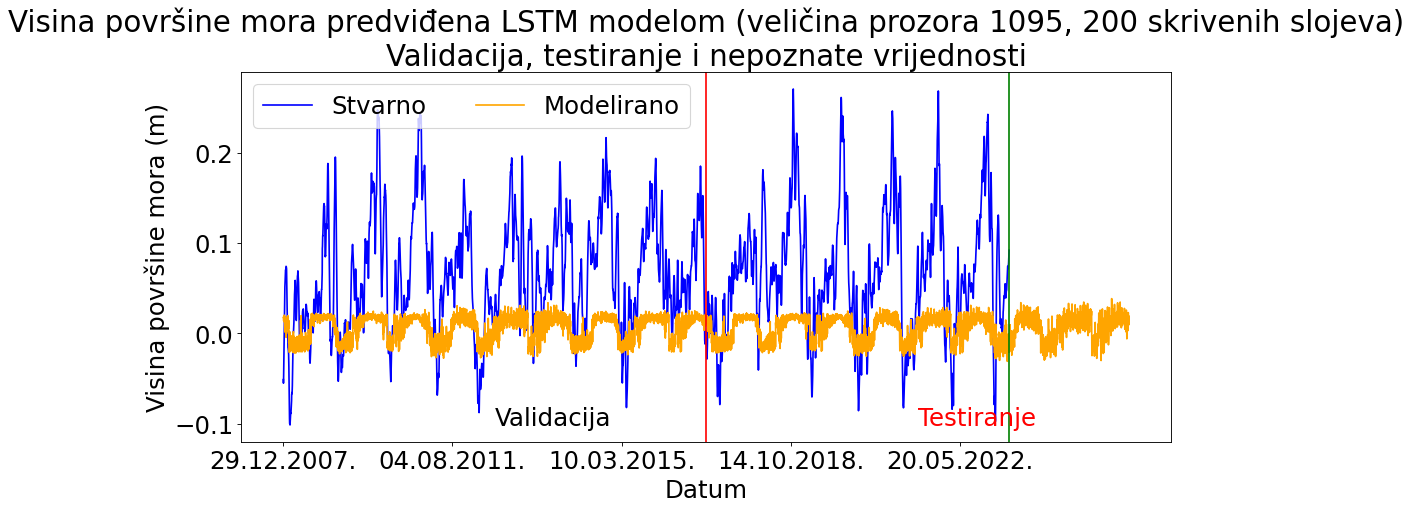 Visina površine mora predviđena LSTM modelom (veličina prozora 1095, 200 skrivenih slojeva)
Validacija, testiranje i nepoznate vrijednosti
Stvarno Modelirano
Visina površine mora (m)
0.2
0.1
0.0
−0.1
Validacija Testiranje
29.12.2007. 04.08.2011. 10.03.2015. 14.10.2018. 20.05.2022.
Datum